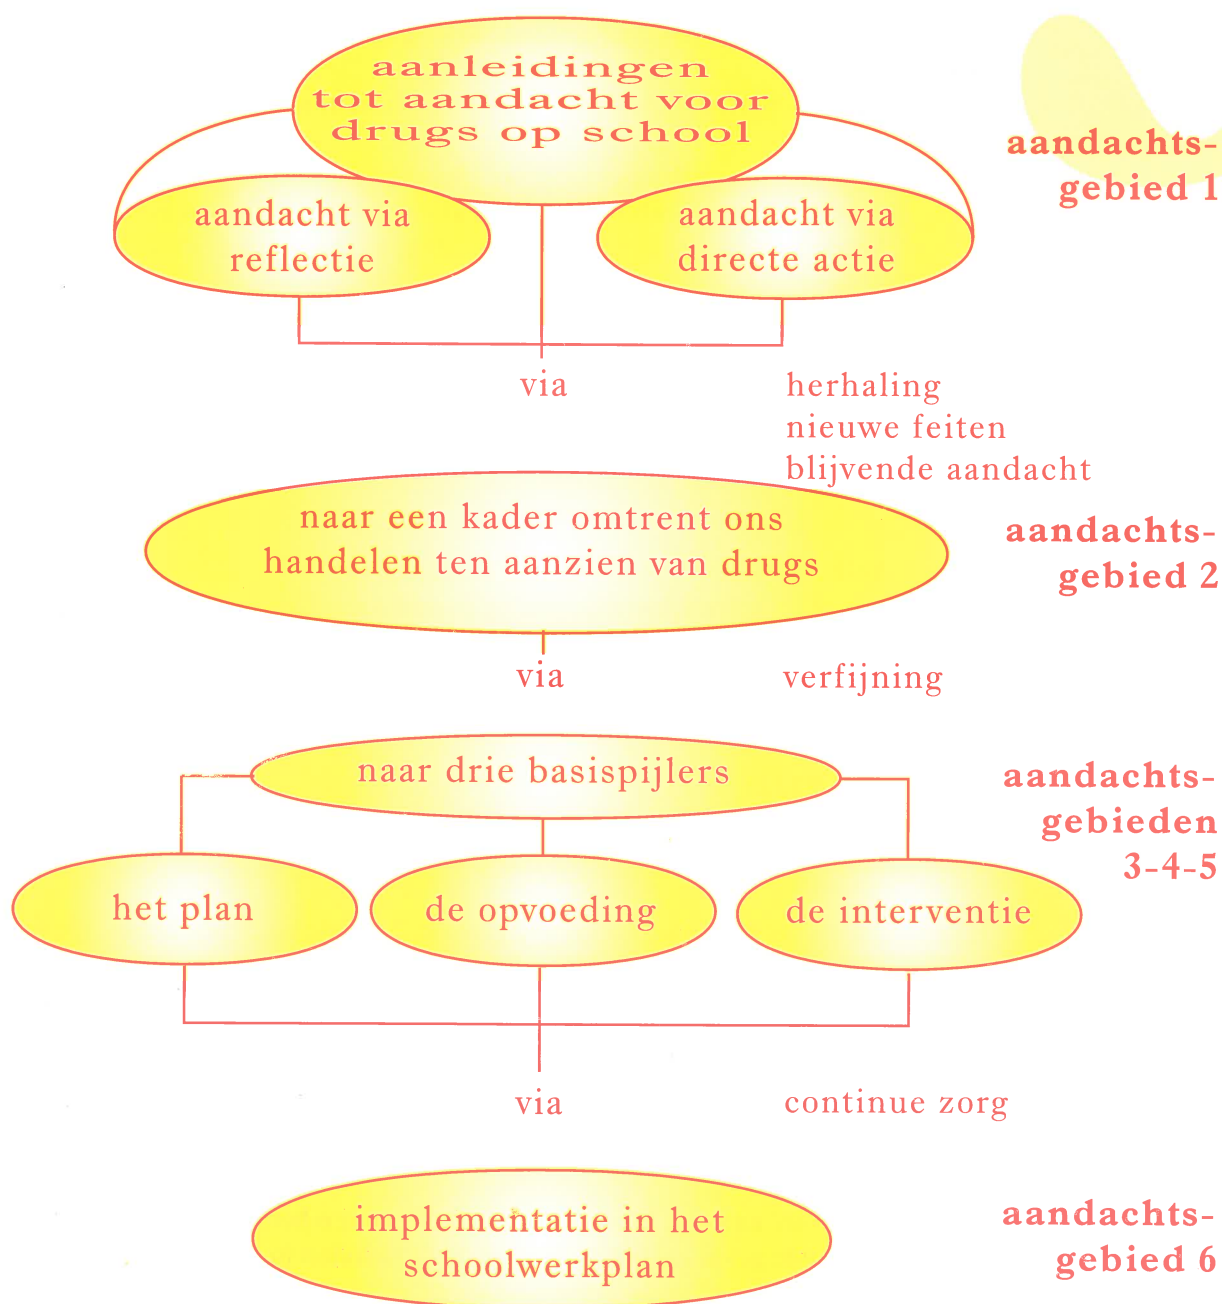 aanleidingen
tot aandacht voor
drugs op school
aandachts-
gebied 1
aandacht via
reflectie
aandacht via
directe actie
via
herhaling
nieuwe feiten
blijvende aandacht
naar een kader omtrent ons
handelen ten aanzien van drugs
aandachts-
gebied 2
via
verfijning
naar drie basispijlers
aandachts-
gebieden
3-4-5
het plan
de opvoeding
de interventie
via
continue zorg
implementatie in het
schoolwerkplan
aandachts-
gebied 6